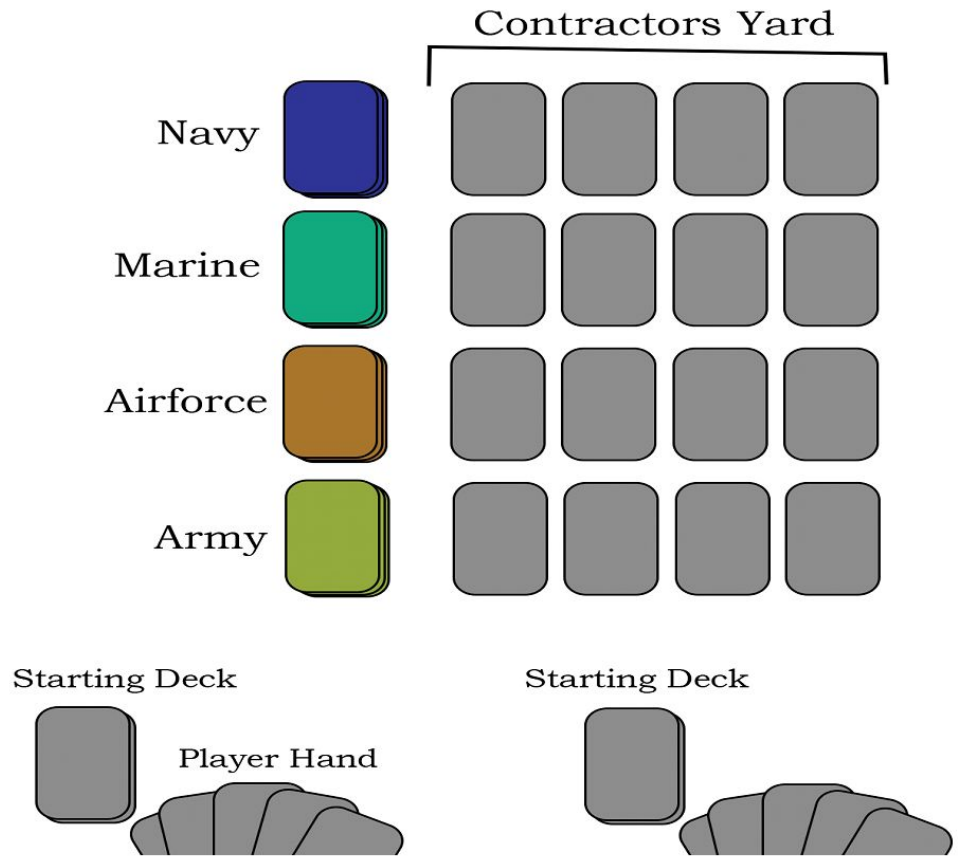 Contractors Yard
Navy
Marine
Airforce
Army
Starting Deck
Starting Deck
Player Hand